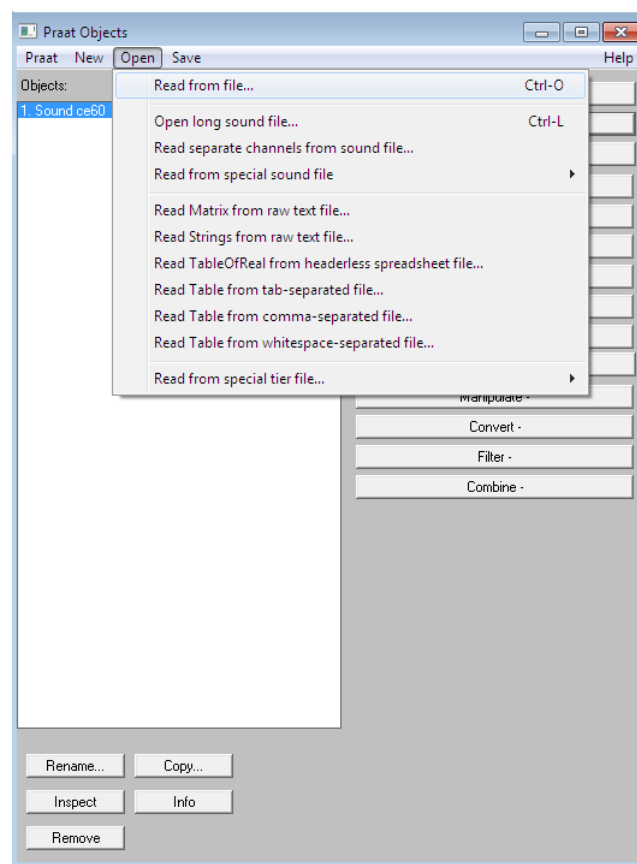 Praat Objects
Praat New Open Save Help
Objects:
1. Sound ce60
Read from file... Ctrl-O
Open long sound file... Ctrl-L
Read separate channels from sound file...
Read from special sound file
Read Matrix from raw text file...
Read Strings from raw text file...
Read TableOfReal from headerless spreadsheet file...
Read Table from tab-separated file...
Read Table from comma-separated file...
Read Table from whitespace-separated file...
Read from special tier file...
Manipulate -
Convert -
Filter -
Combine -
Rename... Copy...
Inspect Info
Remove